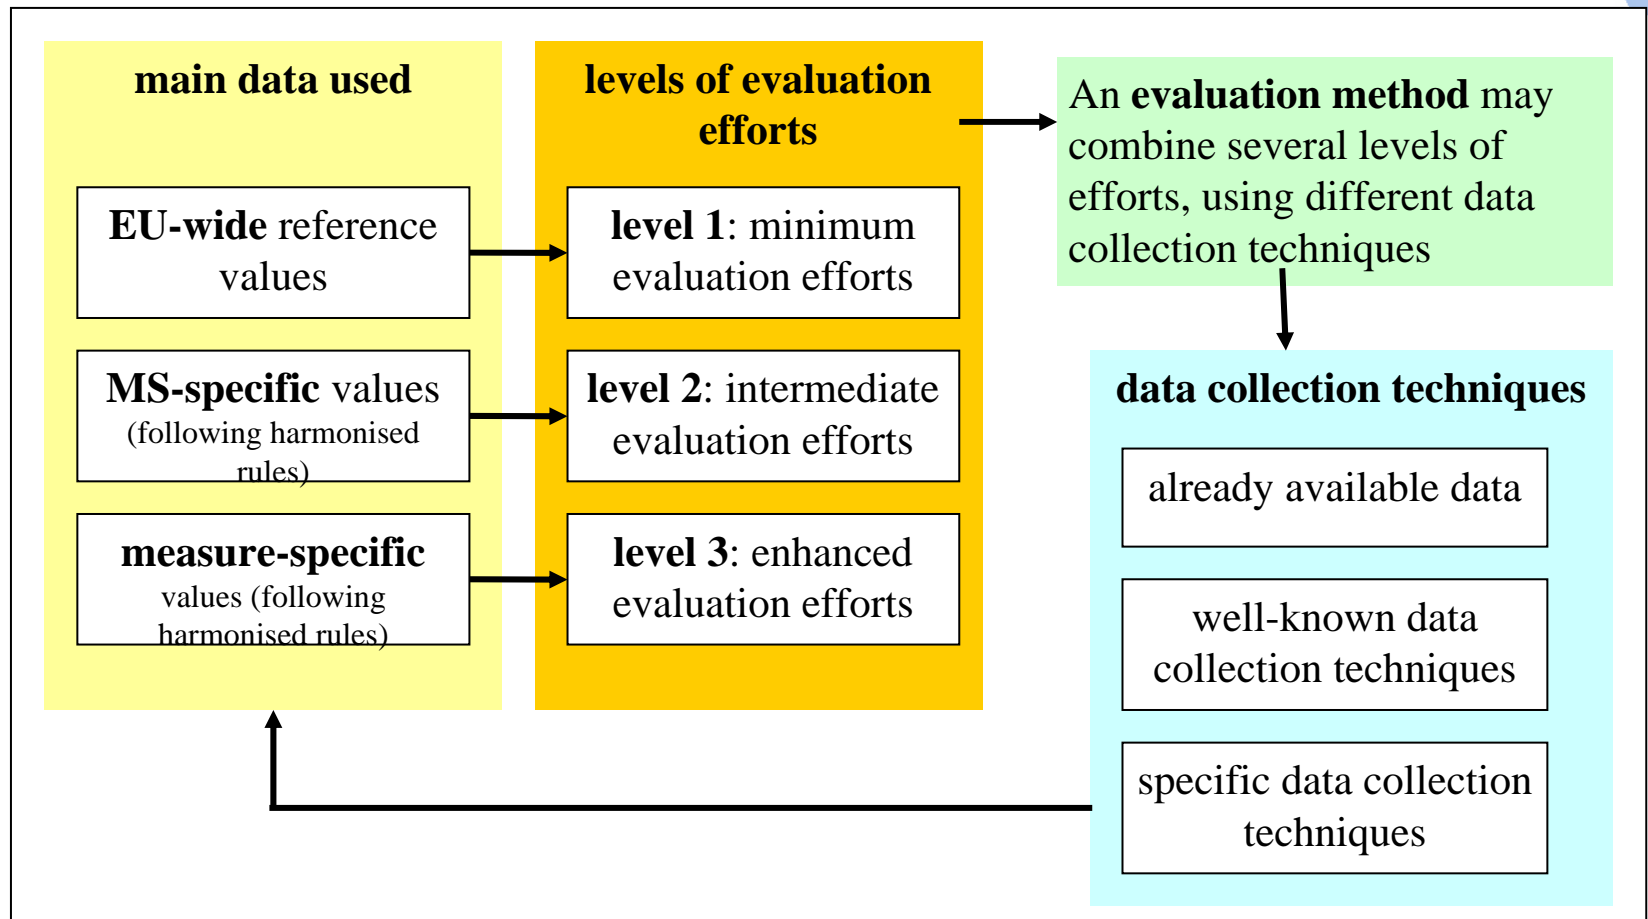 main data used
EU-wide reference
values
MS-specific values
(following harmonised
rules)
measure-specific
values (following
harmonised rules)
levels of evaluation
efforts
level 1: minimum
evaluation efforts
level 2: intermediate
evaluation efforts
level 3: enhanced
evaluation efforts
An evaluation method may
combine several levels of
efforts, using different data
collection techniques
data collection techniques
already available data
well-known data
collection techniques
specific data collection
techniques